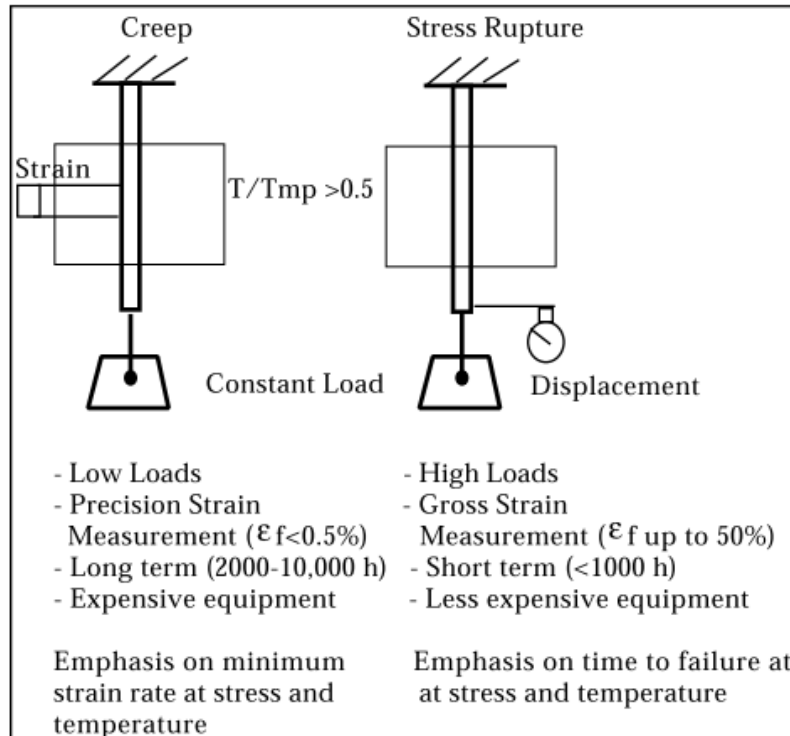 Creep
Stress Rupture
Strain
T/Tmp >0.5
Constant Load
Displacement
- Low Loads
- Precision Strain
Measurement (εf<0.5%)
- Long term (2000-10,000 h)
- Expensive equipment
Emphasis on minimum
strain rate at stress and
temperature
- High Loads
- Gross Strain
Measurement (εf up to 50%)
- Short term (<1000 h)
- Less expensive equipment
Emphasis on time to failure at
at stress and temperature